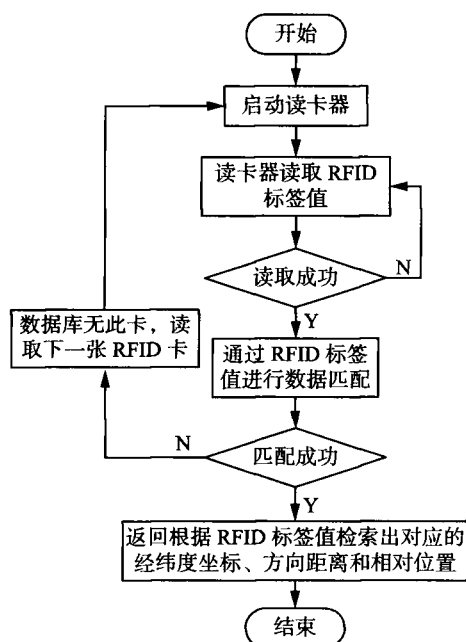 开始
启动读卡器
读卡器读取 RFID
标签值
读取成功
N
Y
数据库无此卡，读
取下一张 RFID 卡
通过 RFID 标签
值进行数据匹配
N
匹配成功
Y
返回根据 RFID 标签值检索出对应的
经纬度坐标、方向距离和相对位置
结束